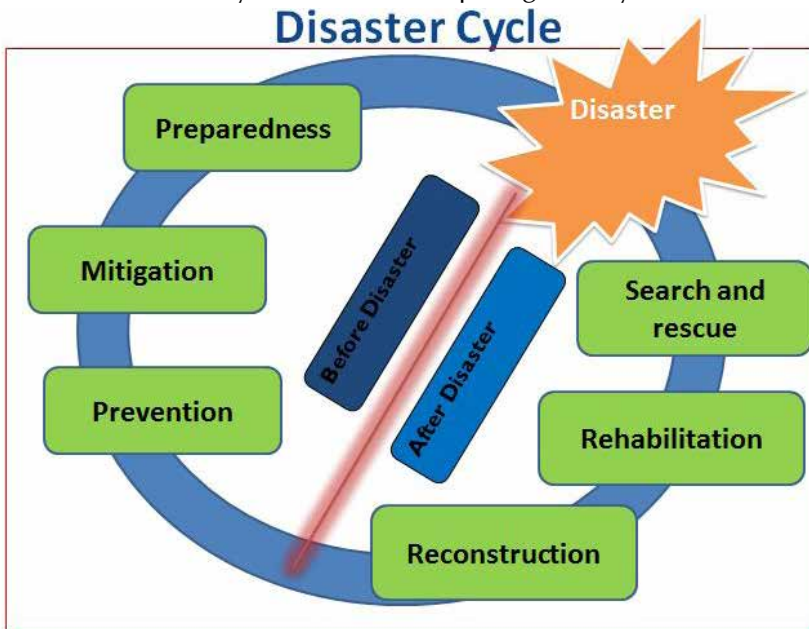 Disaster Cycle
Disaster
Preparedness
Mitigation
Prevention
Before Disaster
After Disaster
Search and
rescue
Rehabilitation
Reconstruction